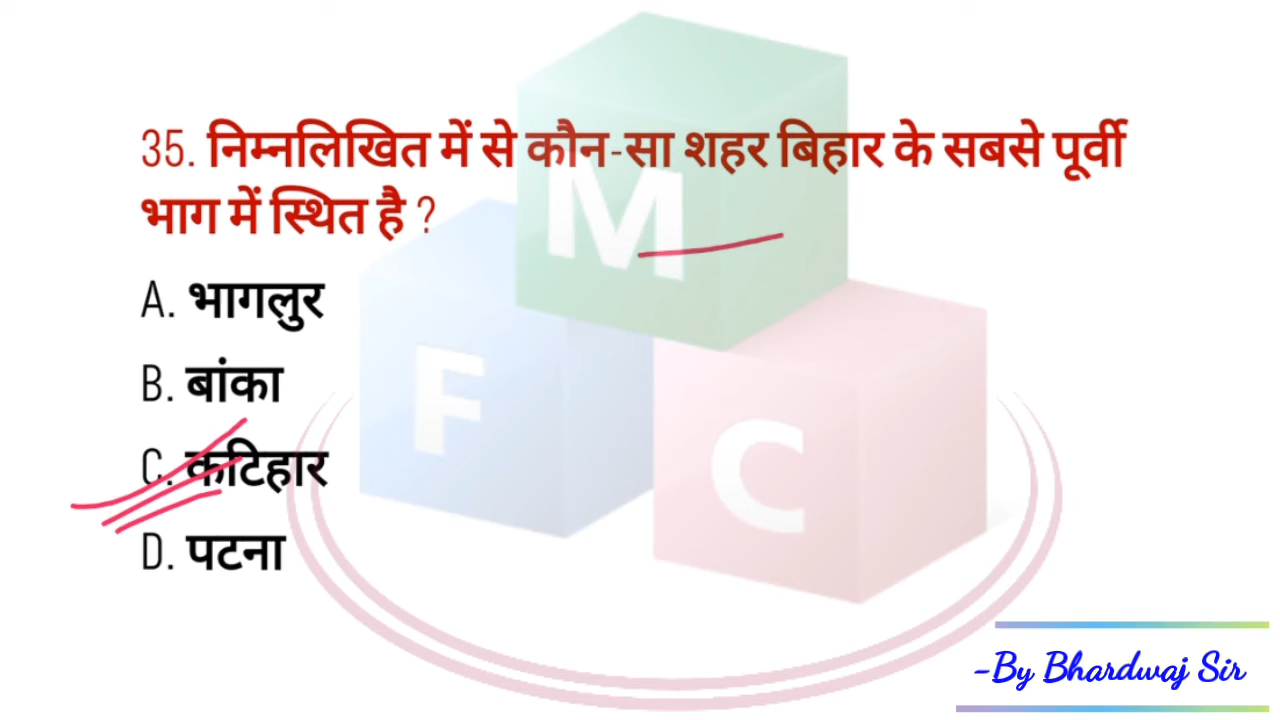 35. निम्नलिखित में से कौन-सा शहर बिहार के सबसे पूर्वी
भाग में स्थित है ?
A. भागलुर
B. बांका
C. कटिहार
D. पटना
M
F
C
-By Bhardwaj Sir